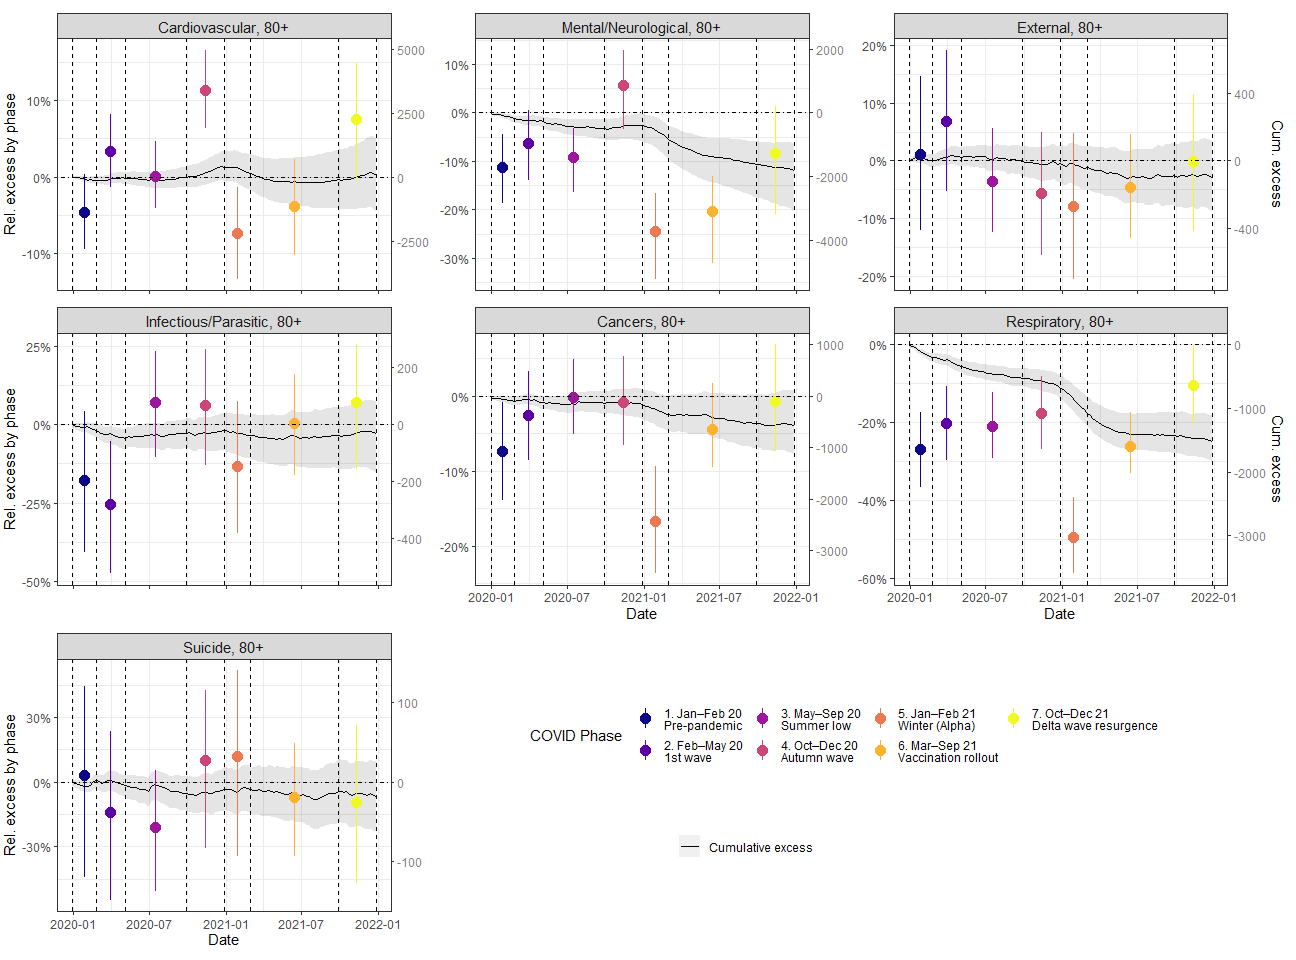 Cardiovascular, 80+
Mental/Neurological, 80+
External, 80+
Rel. excess by phase
10%
0%
-10%
5000
2500
0
-2500
10%
0%
-10%
-20%
-30%
2000
0
-2000
-4000
20%
10%
0%
-10%
-20%
400
0
-400
Cum. excess
Infectious/Parasitic, 80+
Cancers, 80+
Respiratory, 80+
Rel. excess by phase
25%
0%
-25%
-50%
200
0
-200
-400
0%
-10%
-20%
1000
0
-1000
-2000
-3000
2020-01 2020-07 2021-01 2021-07 2022-01
Date
0%
-20%
-40%
-60%
0
-1000
-2000
-3000
Cum. excess
2020-01 2020-07 2021-01 2021-07 2022-01
Date
Suicide, 80+
Rel. excess by phase
30%
0%
-30%
100
0
-100
2020-01 2020-07 2021-01 2021-07 2022-01
Date
COVID Phase
1. Jan–Feb 20
Pre-pandemic
2. Feb–May 20
1st wave
3. May–Sep 20
Summer low
4. Oct–Dec 20
Autumn wave
5. Jan–Feb 21
Winter (Alpha)
6. Mar–Sep 21
Vaccination rollout
7. Oct–Dec 21
Delta wave resurgence
Cumulative excess